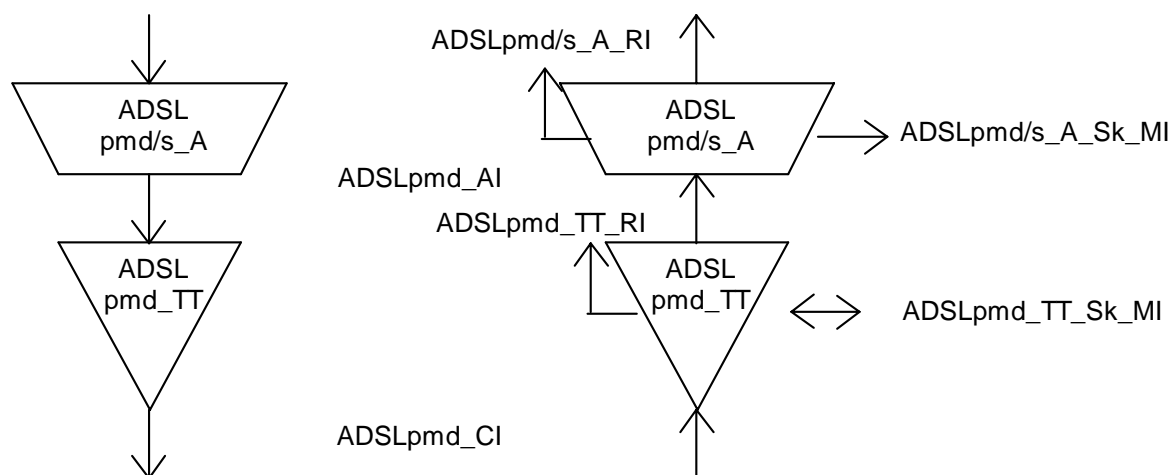 ADSLpmd/s_A_RI
ADSL
pmd/s_A
ADSL
pmd/s_A
ADSLpmd/s_A_Sk_MI
ADSLpmd_AI
ADSLpmd_TT_RI
ADSL
pmd_TT
ADSL
pmd_TT
ADSLpmd_TT_Sk_MI
ADSLpmd_CI